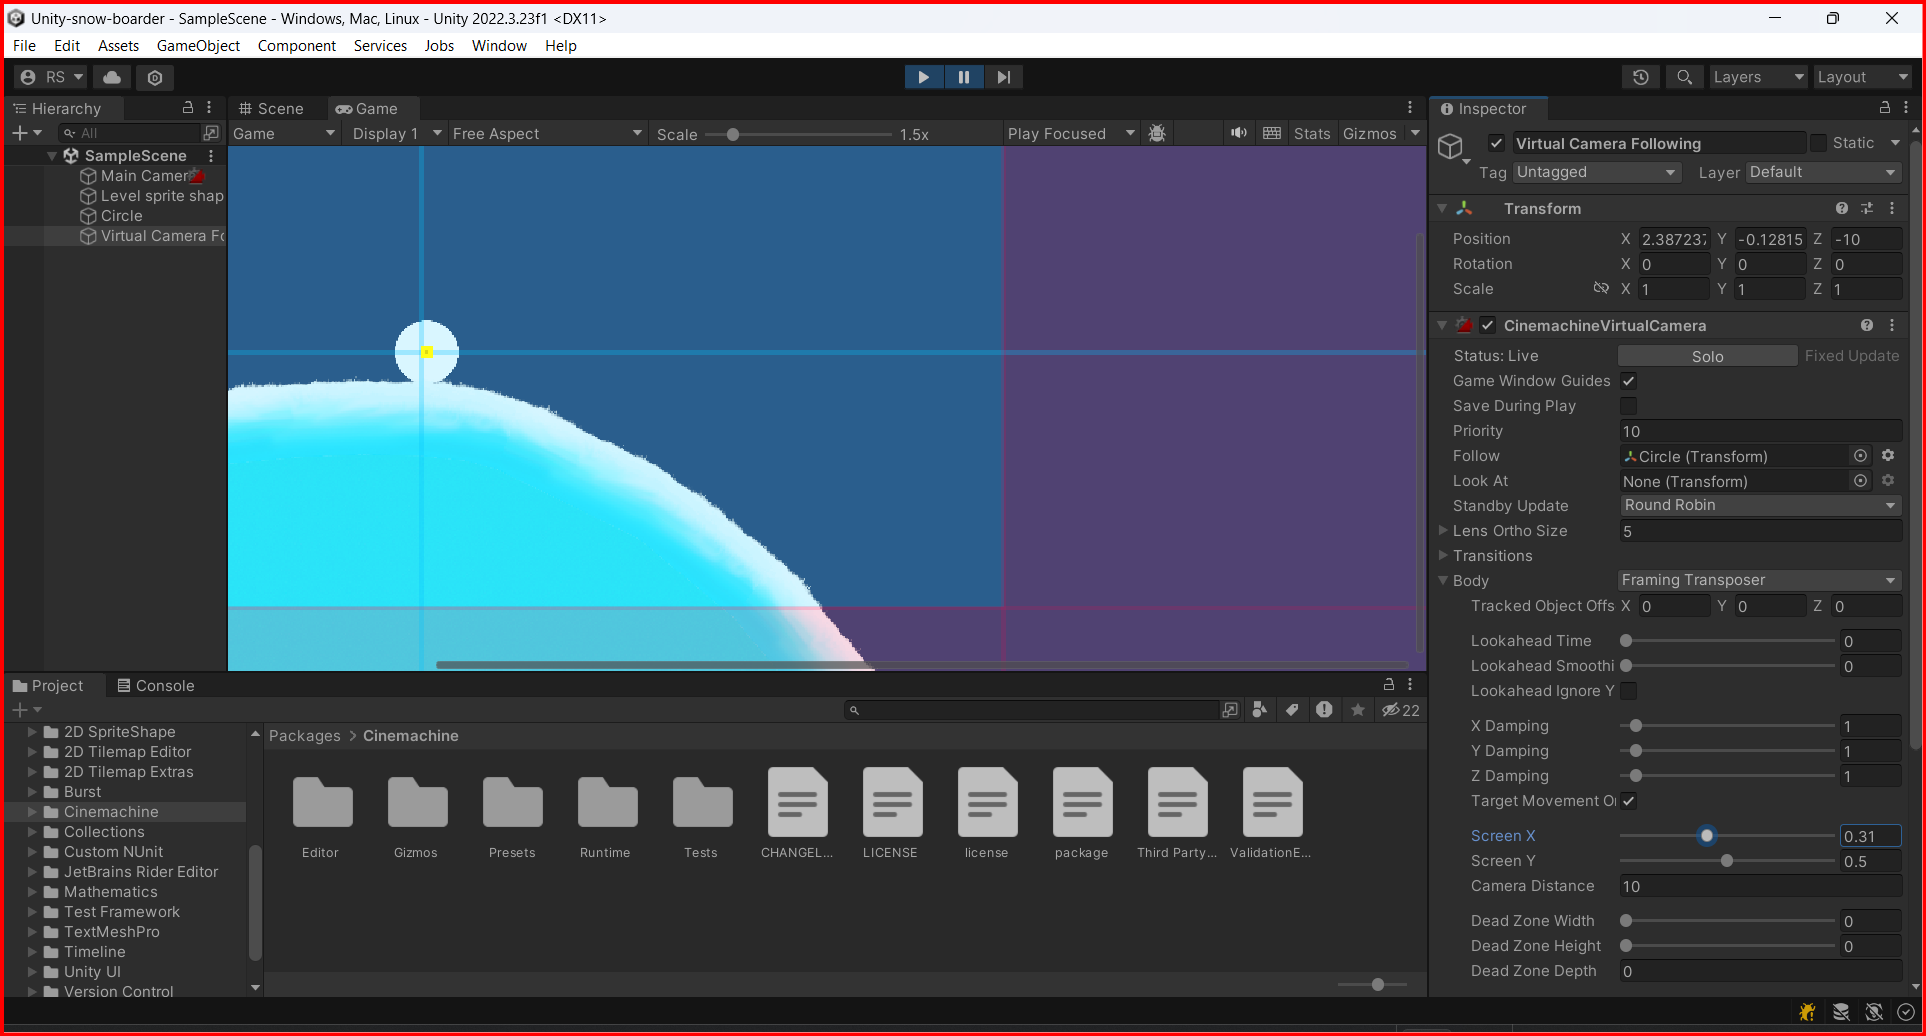 Unity-snow-boarder - SampleScene - Windows, Mac, Linux - Unity 2022.3.23f1 <DX11>
File Edit Assets GameObject Component Services Jobs Window Help
RS Layers Layout
Hierarchy
All
SampleScene
Main Camer
Level sprite shap
Circle
Virtual Camera Fo
Scene Game
Game Display 1 Free Aspect Scale 1.5x Play Focused Stats Gizmos
Inspector
Virtual Camera Following Static
Tag Untagged Layer Default
Transform
Position X 2.387237 Y -0.12815 Z -10
Rotation X 0 Y 0 Z 0
Scale X 1 Y 1 Z 1
CinemachineVirtualCamera
Status: Live Solo Fixed Update
Game Window Guides
Save During Play
Priority 10
Follow Circle (Transform)
Look At None (Transform)
Standby Update Round Robin
Lens Ortho Size 5
Transitions
Body Framing Transposer
Tracked Object Offs X 0 Y 0 Z 0
Lookahead Time 0
Lookahead Smoothi 0
Lookahead Ignore Y
X Damping 1
Y Damping 1
Z Damping 1
Target Movement On
Screen X 0.31
Screen Y 0.5
Camera Distance 10
Dead Zone Width 0
Dead Zone Height 0
Dead Zone Depth 0
Project Console
22
2D SpriteShape
2D Tilemap Editor
2D Tilemap Extras
Burst
Cinemachine
Collections
Custom NUnit
JetBrains Rider Editor
Mathematics
Test Framework
TextMeshPro
Timeline
Unity UI
Version Control
Packages > Cinemachine
Editor Gizmos Presets Runtime Tests CHANGEL... LICENSE license package Third Party... ValidationE...